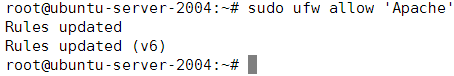 root@ubuntu-server-2004:~# sudo ufw allow 'Apache'
Rules updated
Rules updated (v6)
root@ubuntu-server-2004:~#